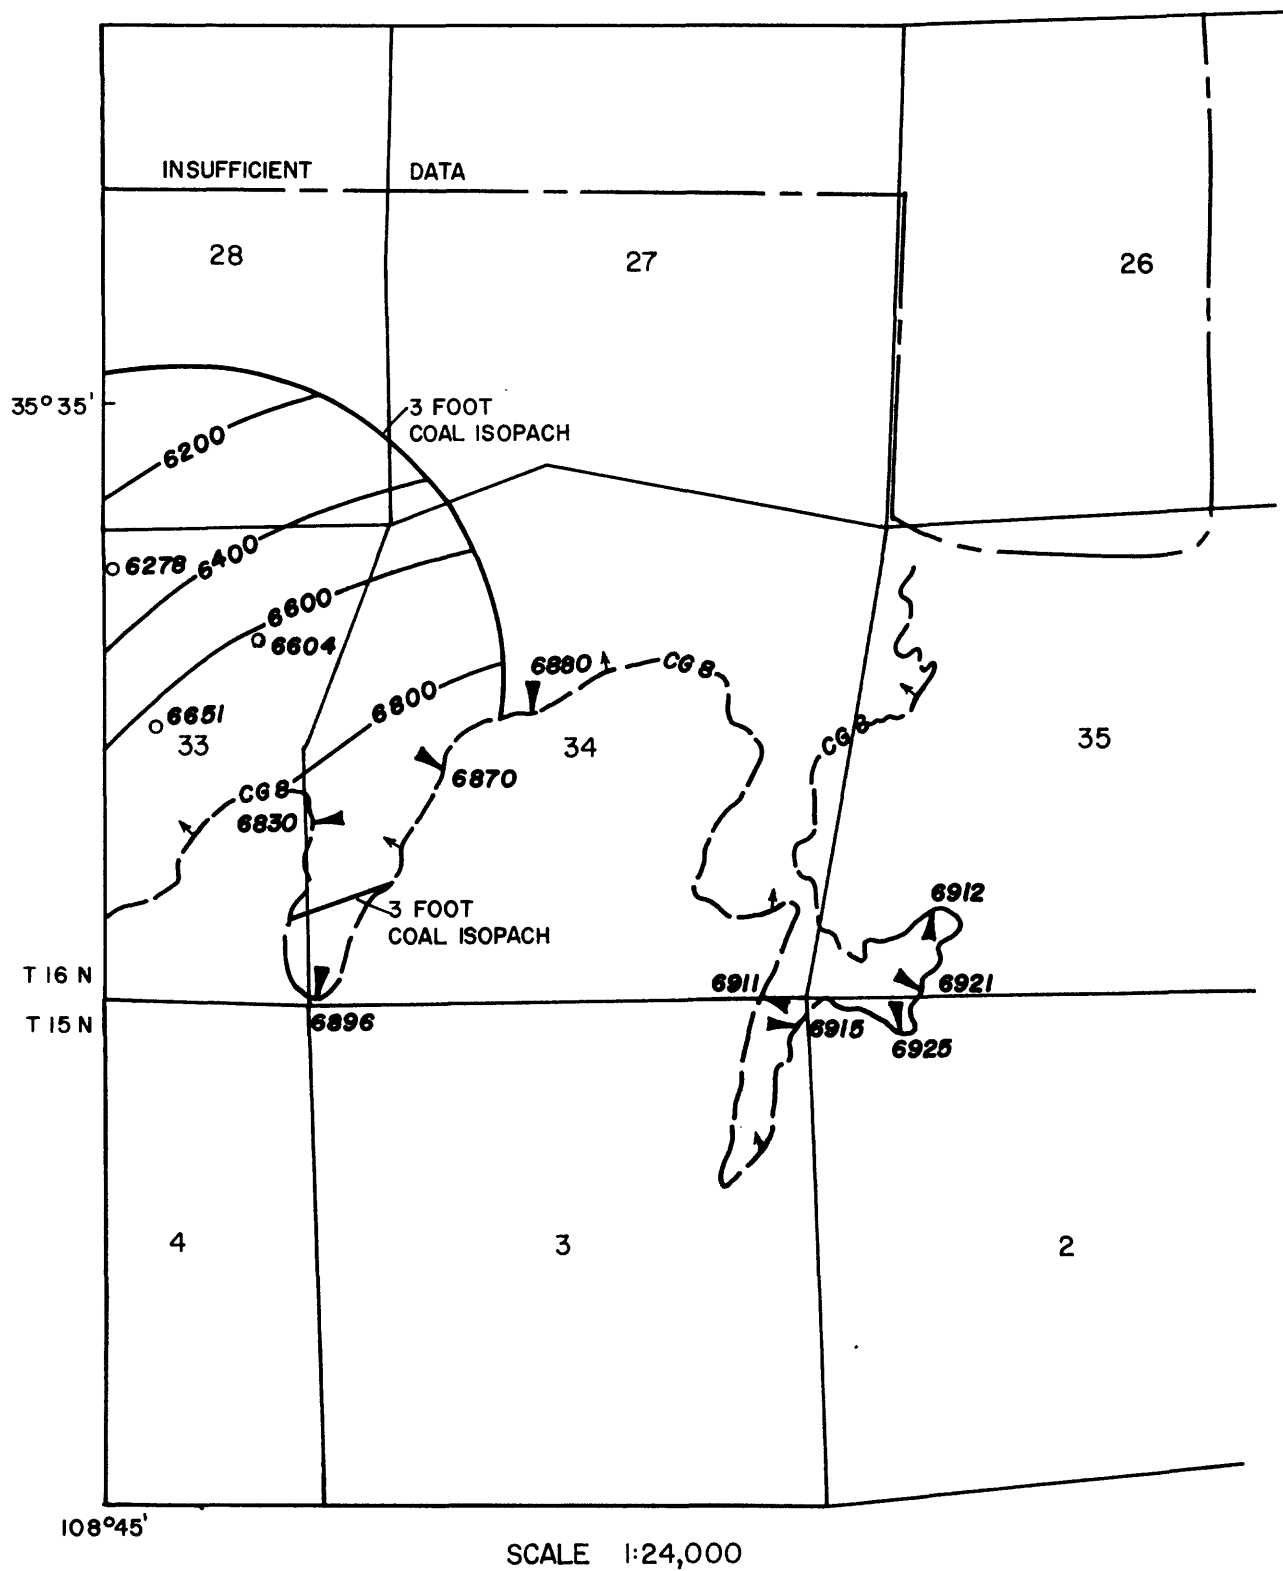 INSUFFICIENT DATA
28
27
26
35°35'
3 FOOT
COAL ISOPACH
6200
6400
6278
6600
6604
6800
6880
CG 8
6651
33
34
35
CG 8
6870
CG 8
6830
3 FOOT
COAL ISOPACH
6912
T 16 N
6911
6921
T 15 N
6896
6915
6925
4
3
2
108°45'
SCALE 1:24,000